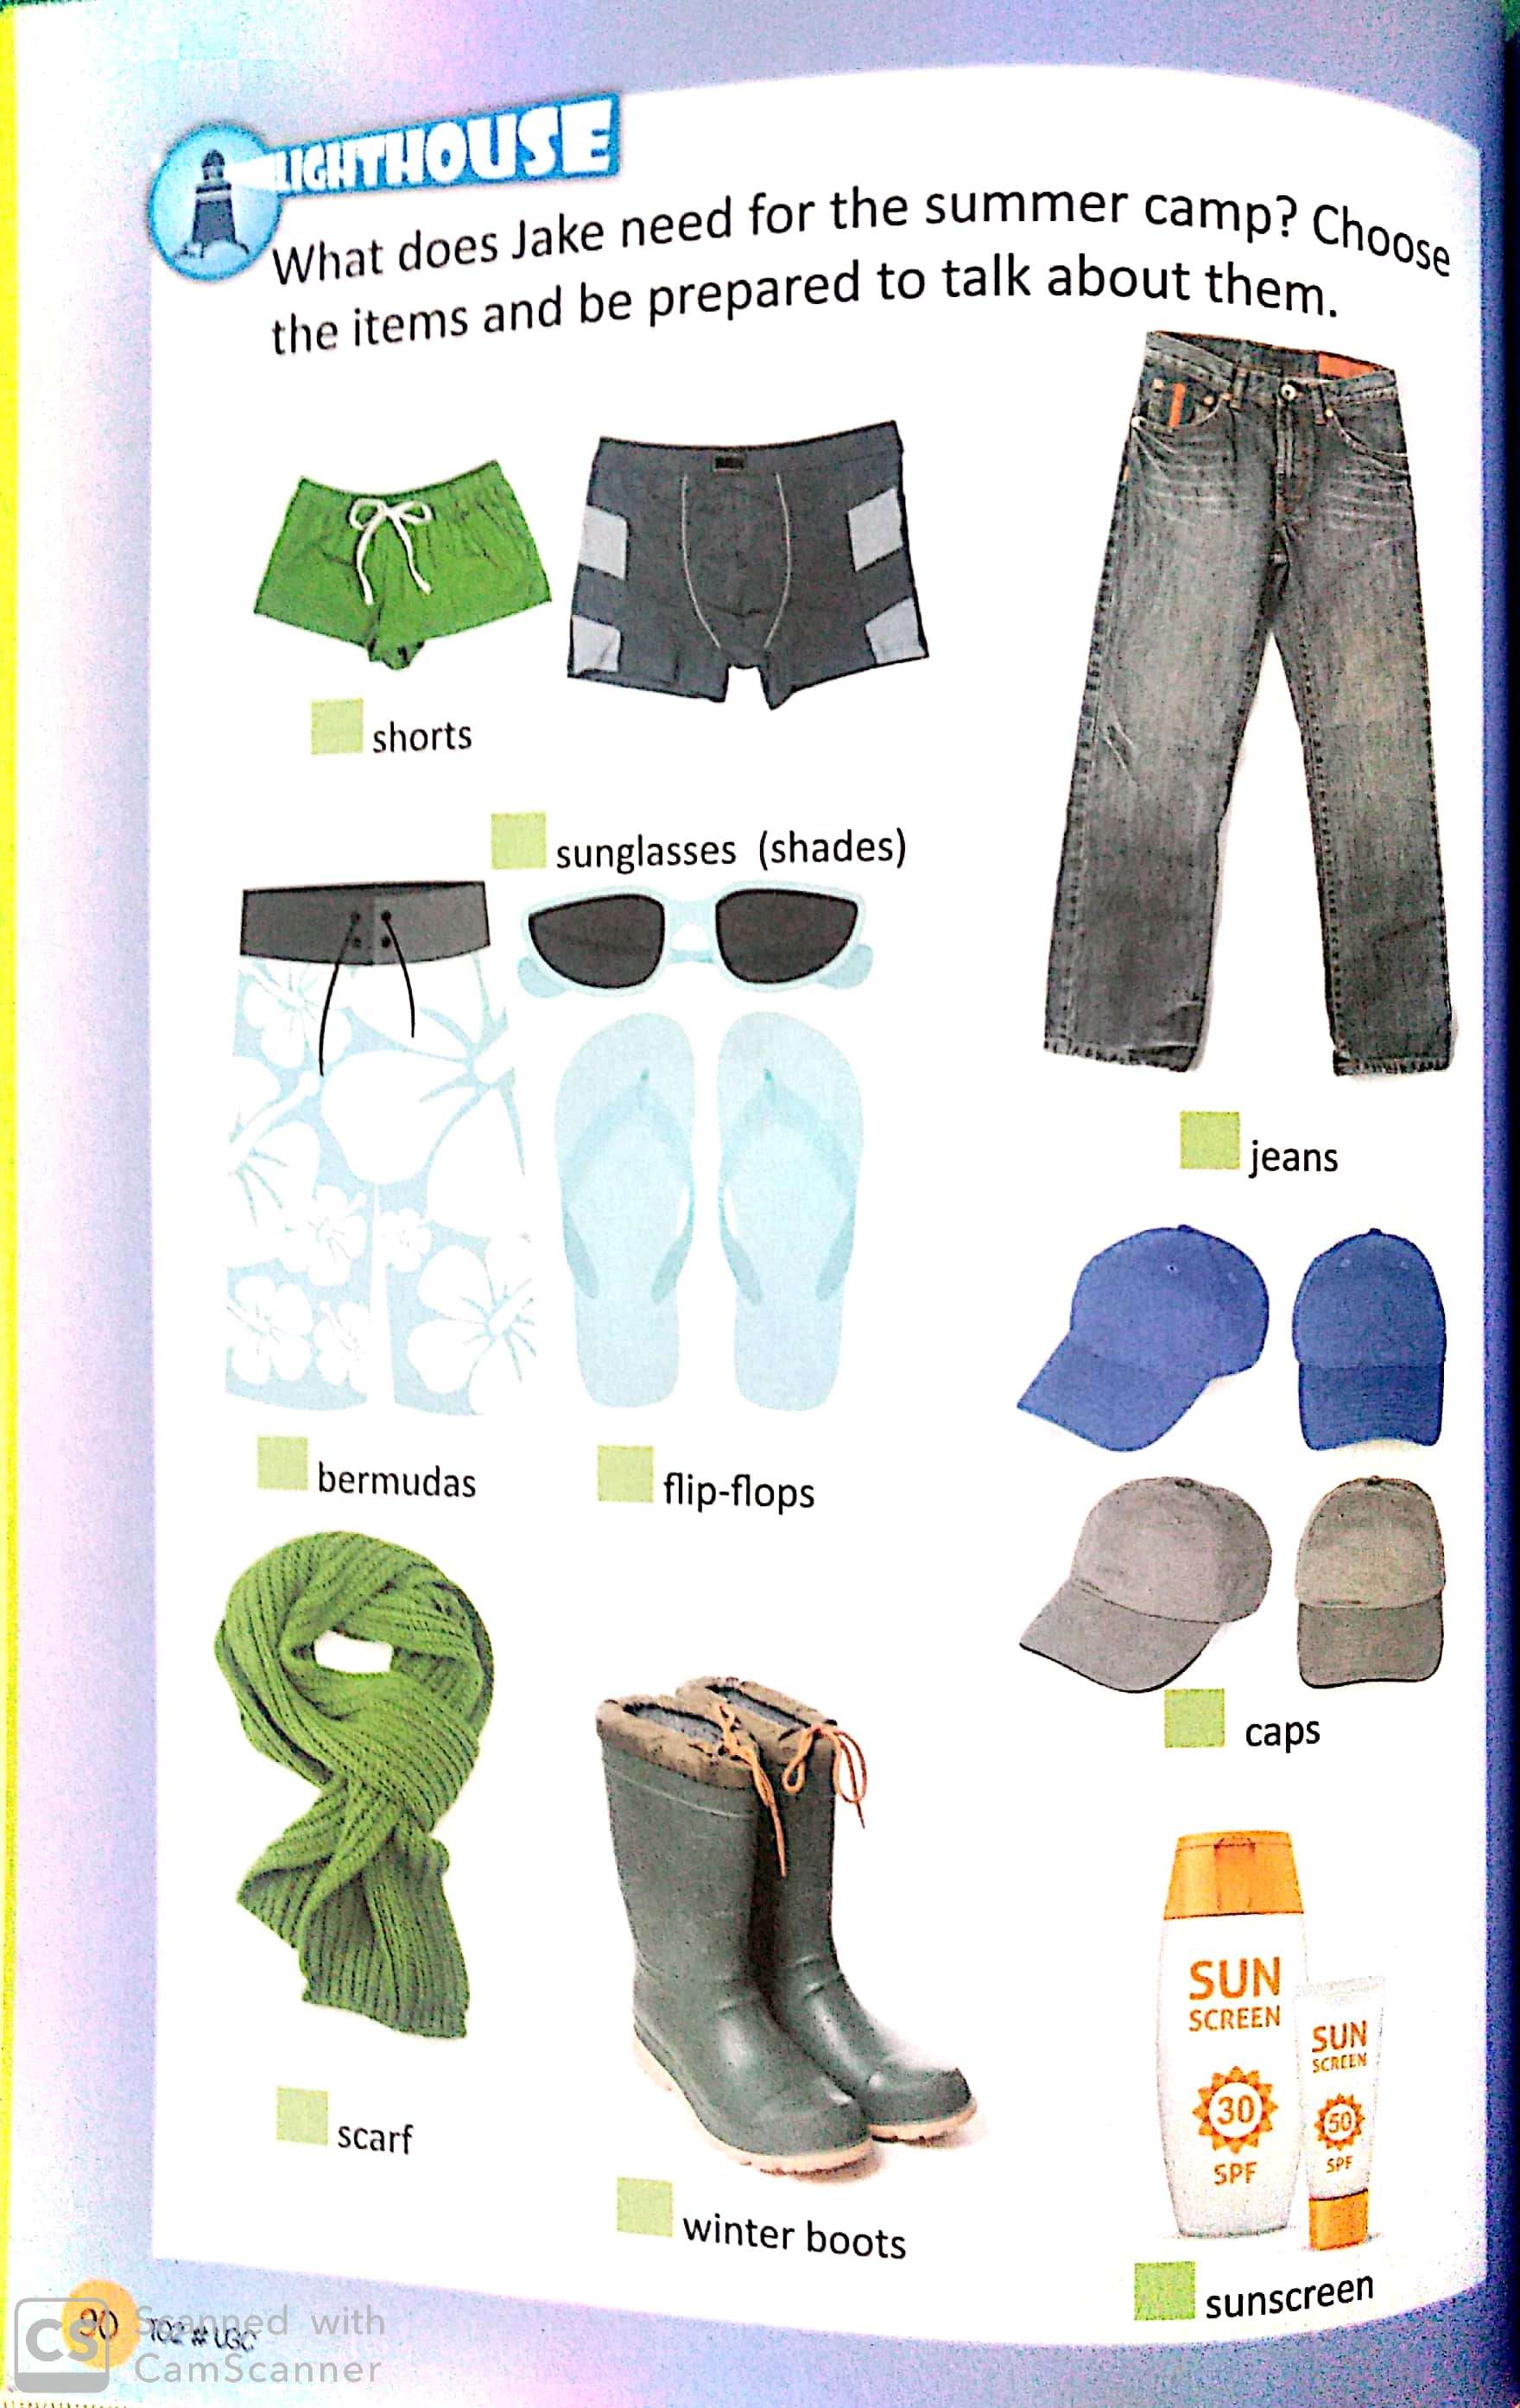 LIGHTHOUSE
What does Jake need for the summer camp? Choose
the items and be prepared to talk about them.
shorts
sunglasses (shades)
jeans
bermudas
flip-flops
caps
scarf
winter boots
SUN
SCREEN
30
SPF
SUN
SCREEN
50
SPF
sunscreen
90
CS
Scanned with
CamScanner